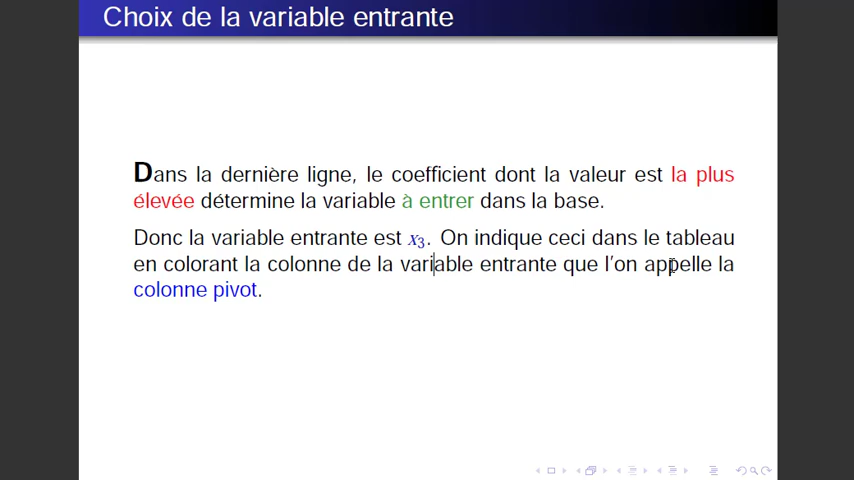 Choix de la variable entrante
Dans la dernière ligne, le coefficient dont la valeur est la plus
élevée détermine la variable à entrer dans la base.
Donc la variable entrante est x₃. On indique ceci dans le tableau
en colorant la colonne de la variable entrante que l'on appelle la
colonne pivot.